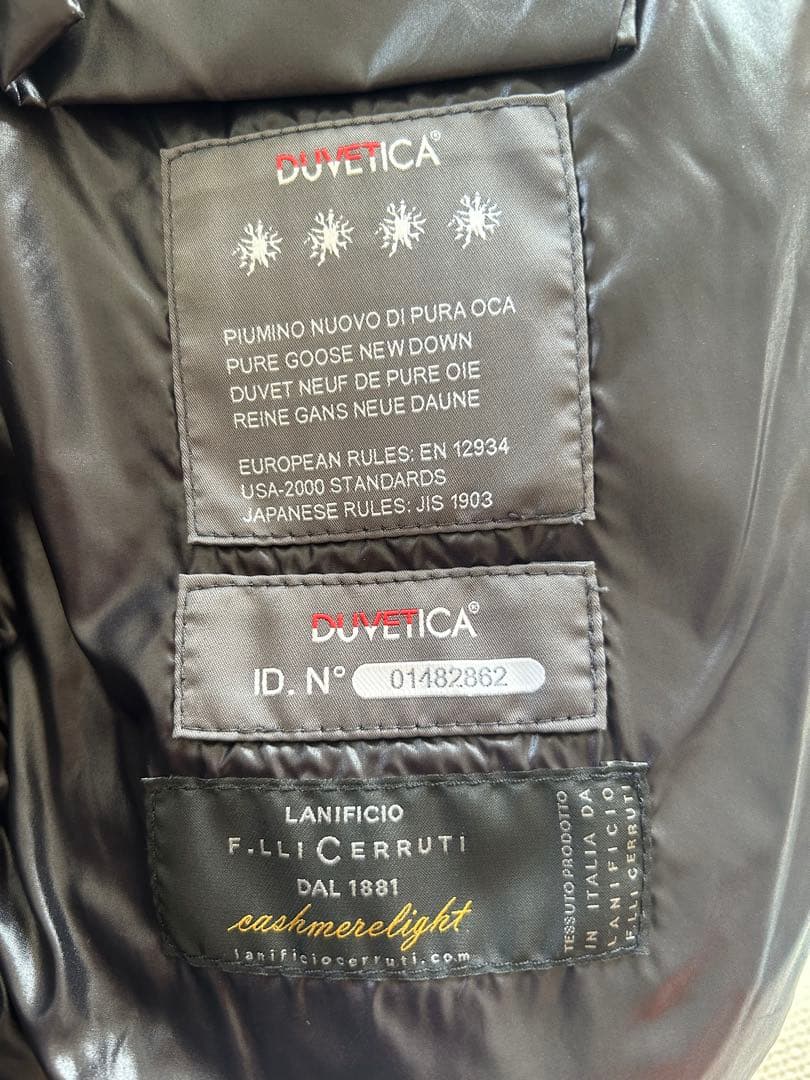 DUVETICA®
PIUMINO NUOVO DI PURA OCA
PURE GOOSE NEW DOWN
DUVET NEUF DE PURE OIE
REINE GANS NEUE DAUNE
EUROPEAN RULES: EN 12934
USA-2000 STANDARDS
JAPANESE RULES: JIS 1903
DUVETICA®
ID. N° 01482862
LANIFICIO
F.LLI CERRUTI
DAL 1881
cashmerelight
lanificiocerruti.com
TESSUTO PRODOTTO
IN ITALIA DA
LANIFICIO
F.LLI CERRUTI